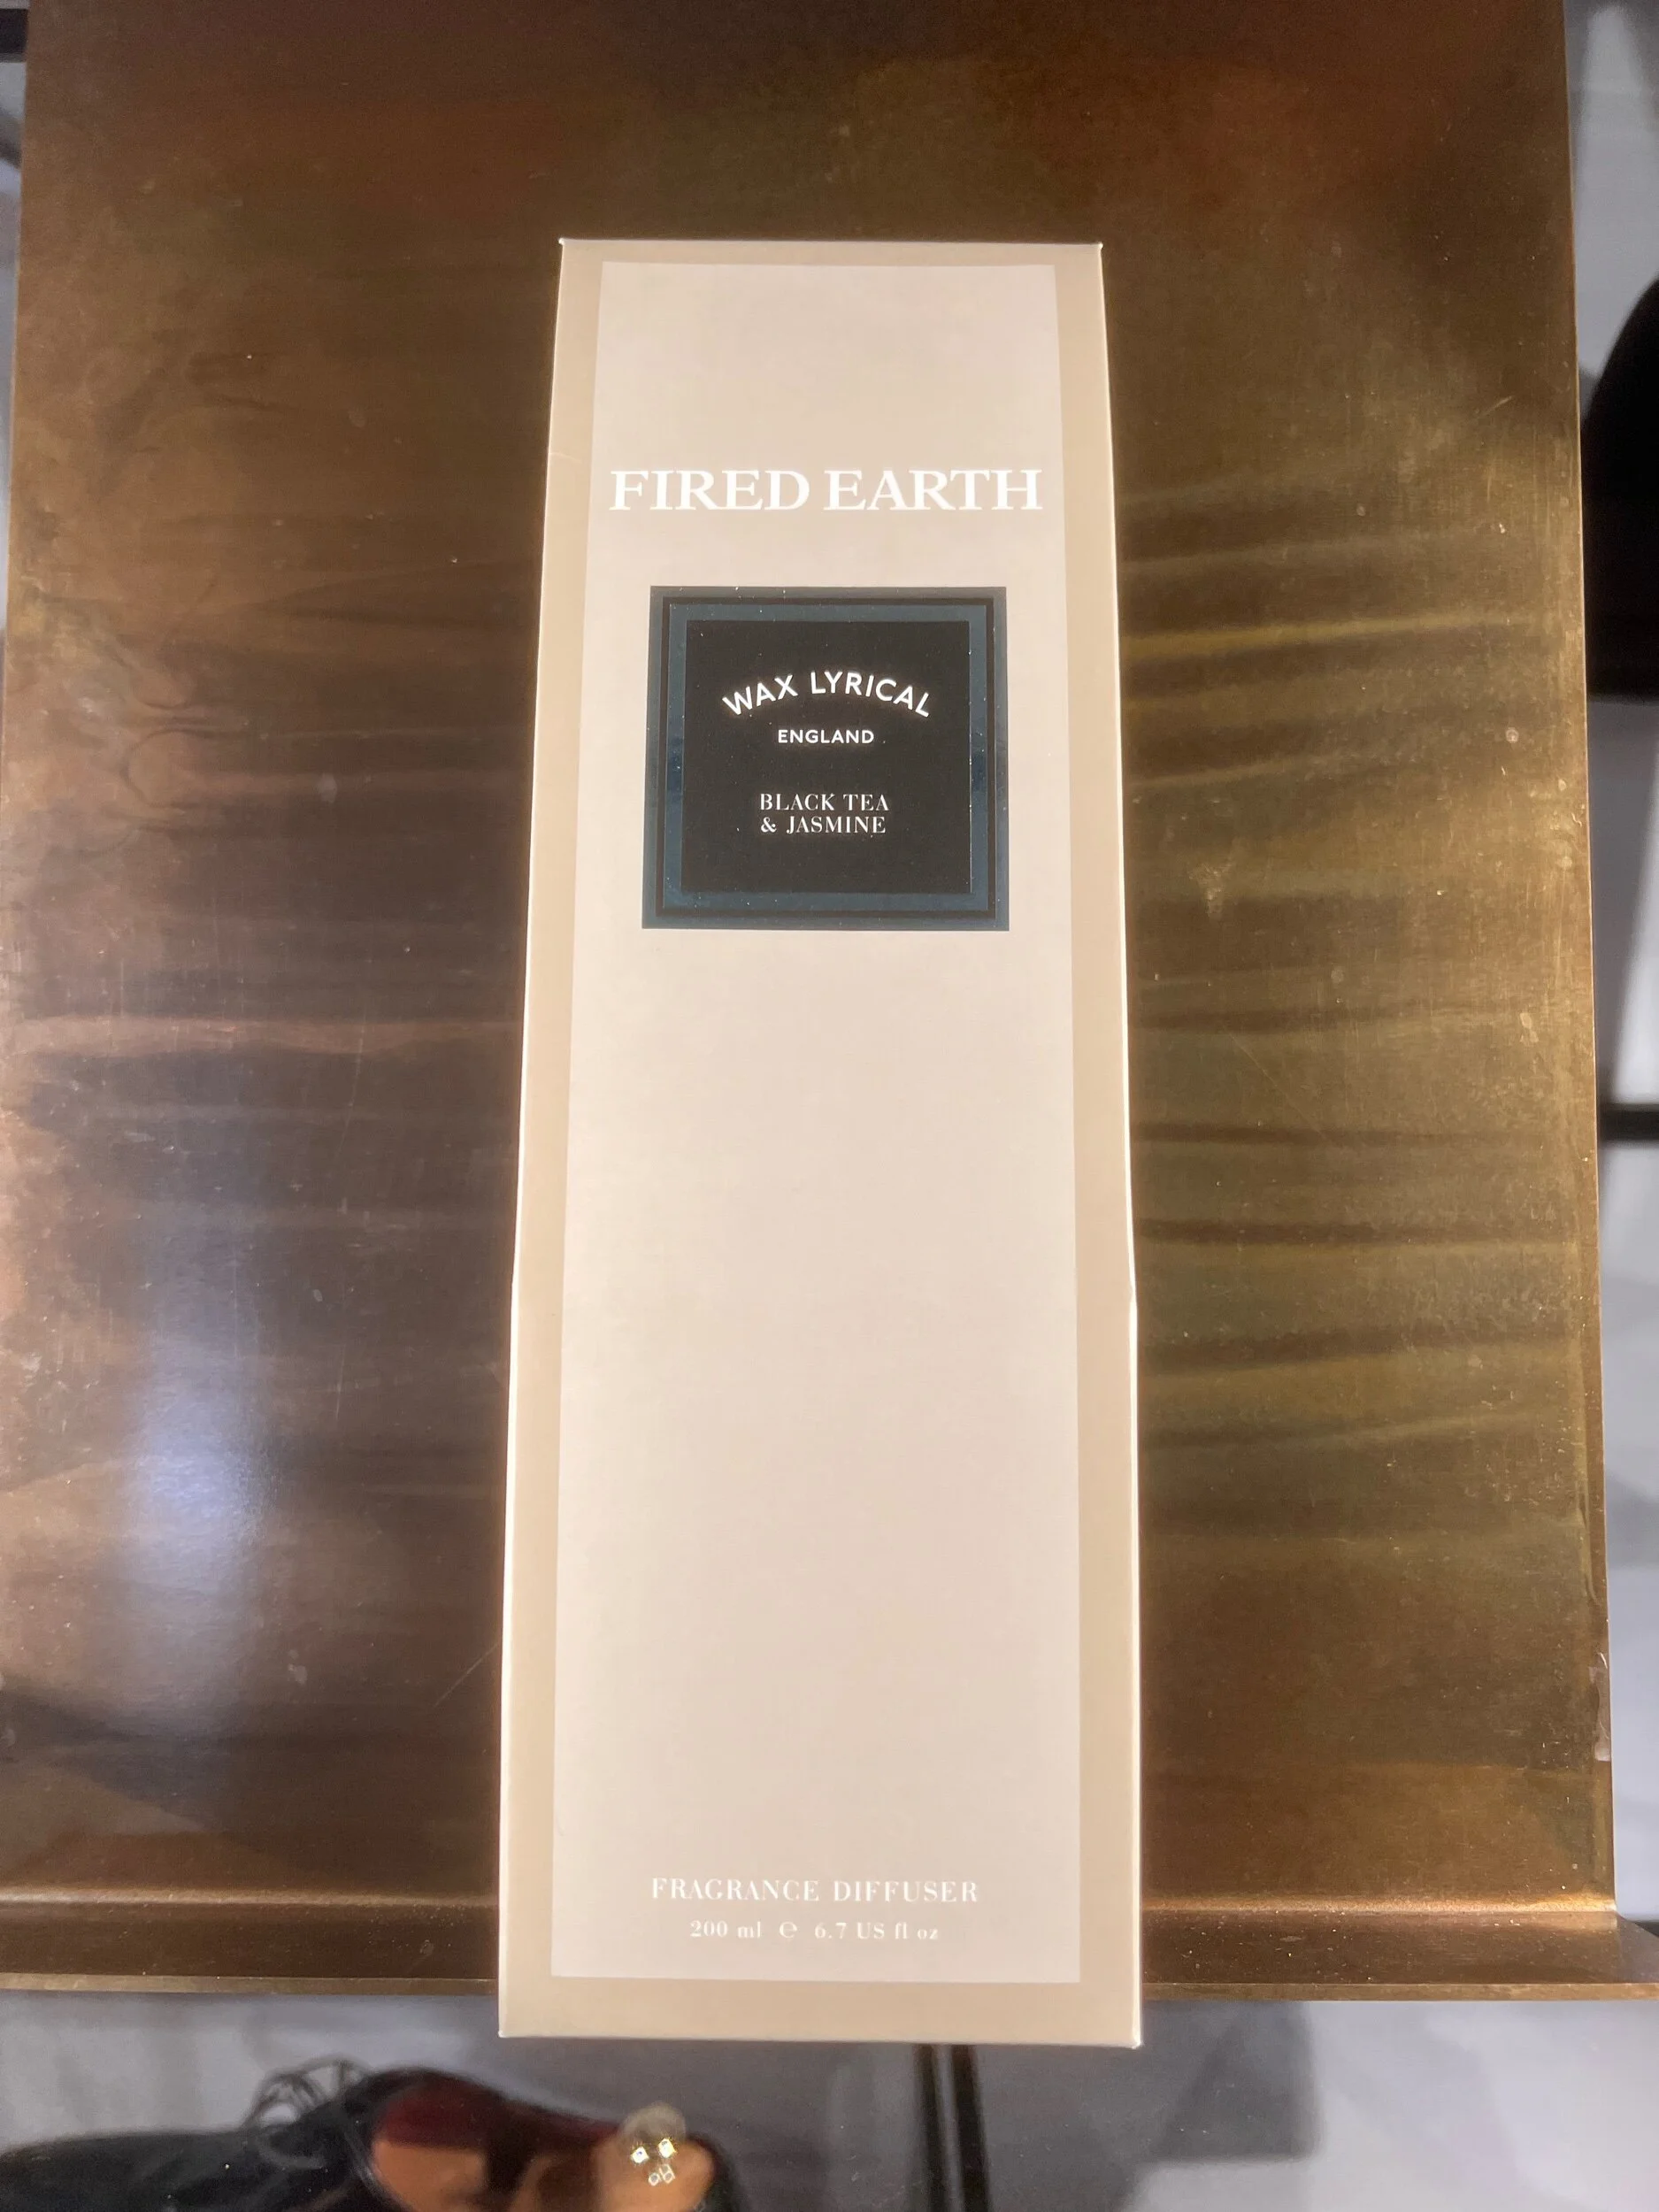 FIRED EARTH
WAX LYRICAL
ENGLAND
BLACK TEA
& JASMINE
FRAGRANCE DIFFUSER
200 ml ℮ 6.7 US fl oz